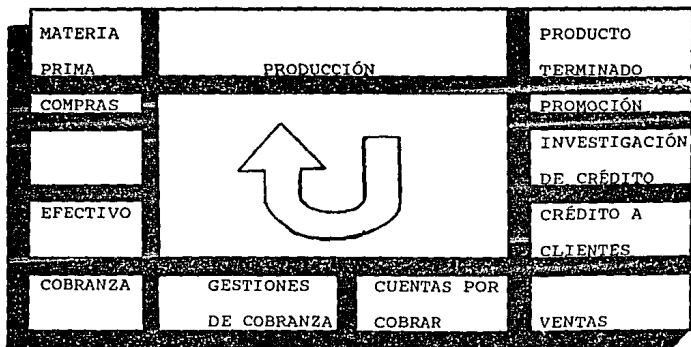 MATERIA
PRIMA
PRODUCCIÓN
PRODUCTO
TERMINADO
COMPRAS
PROMOCIÓN
INVESTIGACIÓN
DE CRÉDITO
EFECTIVO
CRÉDITO A
CLIENTES
COBRANZA
GESTIONES
DE COBRANZA
CUENTAS POR
COBRAR
VENTAS